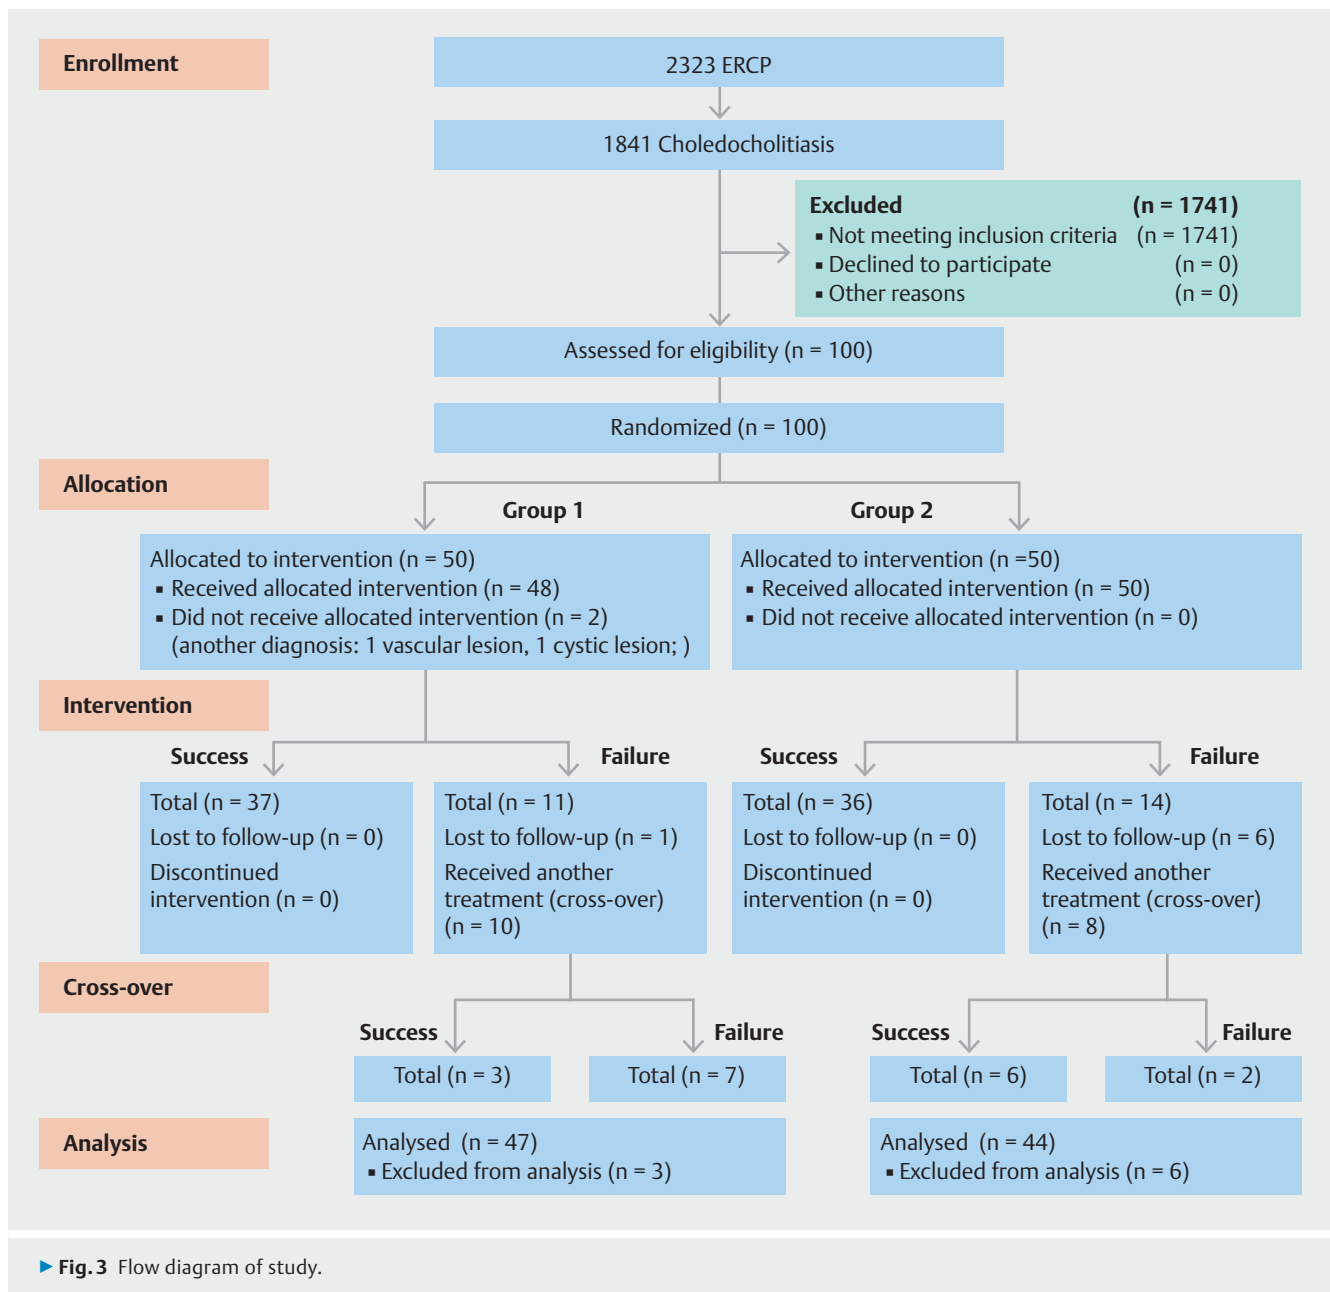 Enrollment
2323 ERCP
1841 Choledocholitiasis
Excluded (n = 1741)
▪ Not meeting inclusion criteria (n = 1741)
▪ Declined to participate (n = 0)
▪ Other reasons (n = 0)
Assessed for eligibility (n = 100)
Randomized (n = 100)
Allocation
Group 1
Group 2
Allocated to intervention (n = 50)
▪ Received allocated intervention (n = 48)
▪ Did not receive allocated intervention (n = 2)
(another diagnosis: 1 vascular lesion, 1 cystic lesion; )
Allocated to intervention (n =50)
▪ Received allocated intervention (n = 50)
▪ Did not receive allocated intervention (n = 0)
Intervention
Success
Failure
Success
Failure
Total (n = 37)
Lost to follow-up (n = 0)
Discontinued
intervention (n = 0)
Total (n = 11)
Lost to follow-up (n = 1)
Received another
treatment (cross-over)
(n = 10)
Total (n = 36)
Lost to follow-up (n = 0)
Discontinued
intervention (n = 0)
Total (n = 14)
Lost to follow-up (n = 6)
Received another
treatment (cross-over)
(n = 8)
Cross-over
Success
Failure
Success
Failure
Total (n = 3)
Total (n = 7)
Total (n = 6)
Total (n = 2)
Analysis
Analysed (n = 47)
▪ Excluded from analysis (n = 3)
Analysed (n = 44)
▪ Excluded from analysis (n = 6)
▶ Fig. 3 Flow diagram of study.